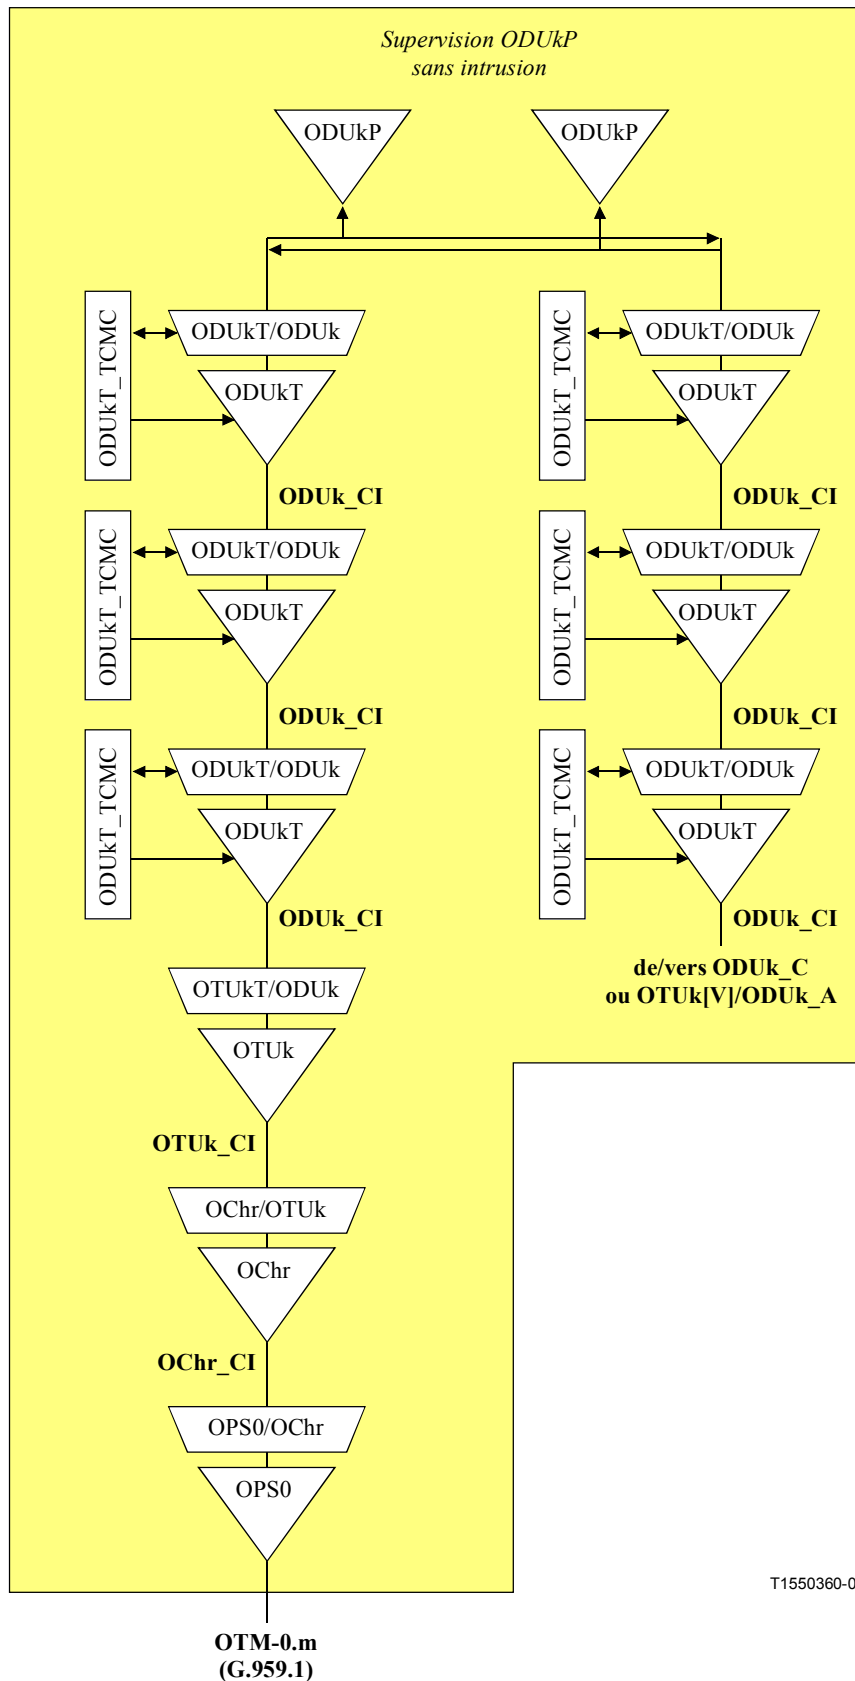 Supervision ODUkP
sans intrusion
ODUkP
ODUkP
ODUkT_TCMC
ODUkT/ODUk
ODUkT
ODUk_CI
ODUkT_TCMC
ODUkT/ODUk
ODUkT
ODUk_CI
ODUkT_TCMC
ODUkT/ODUk
ODUkT
ODUk_CI
OTUkT/ODUk
OTUk
OTUk_CI
OChr/OTUk
OChr
OChr_CI
OPS0/OChr
OPS0
OTM-0.m
(G.959.1)
ODUkT_TCMC
ODUkT/ODUk
ODUkT
ODUk_CI
ODUkT_TCMC
ODUkT/ODUk
ODUkT
ODUk_CI
ODUkT_TCMC
ODUkT/ODUk
ODUkT
ODUk_CI
de/vers ODUk_C
ou OTUk[V]/ODUk_A
T1550360-0